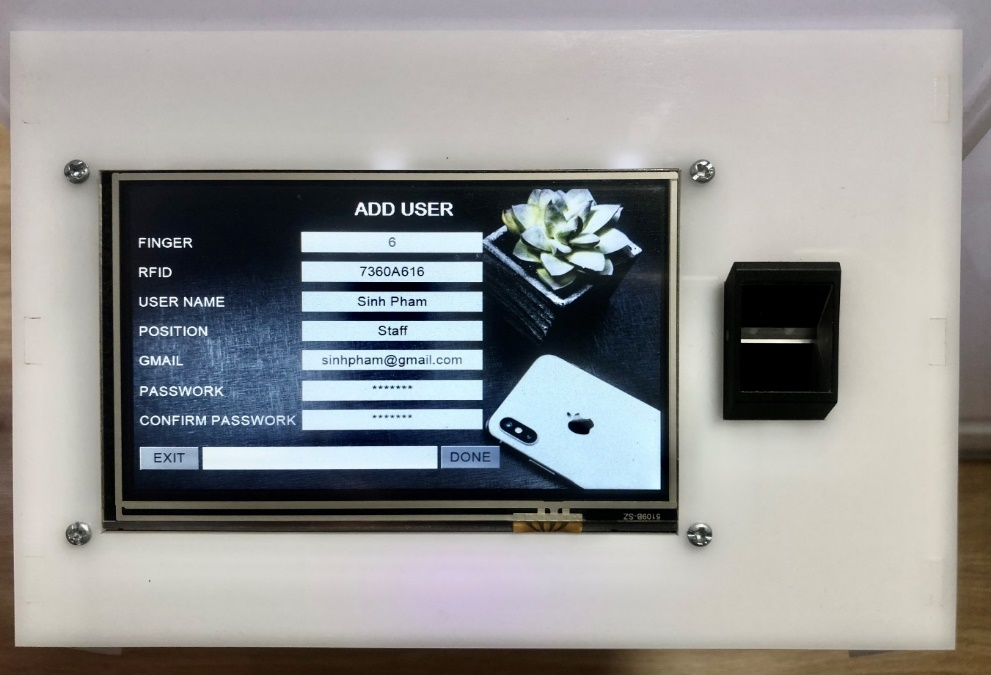 ADD USER
FINGER 6
RFID 7360A616
USER NAME Sinh Pham
POSITION Staff
GMAIL sinhpham@gmail.com
PASSWORK *******
CONFIRM PASSWORK *******
EXIT DONE
5109B-SZ